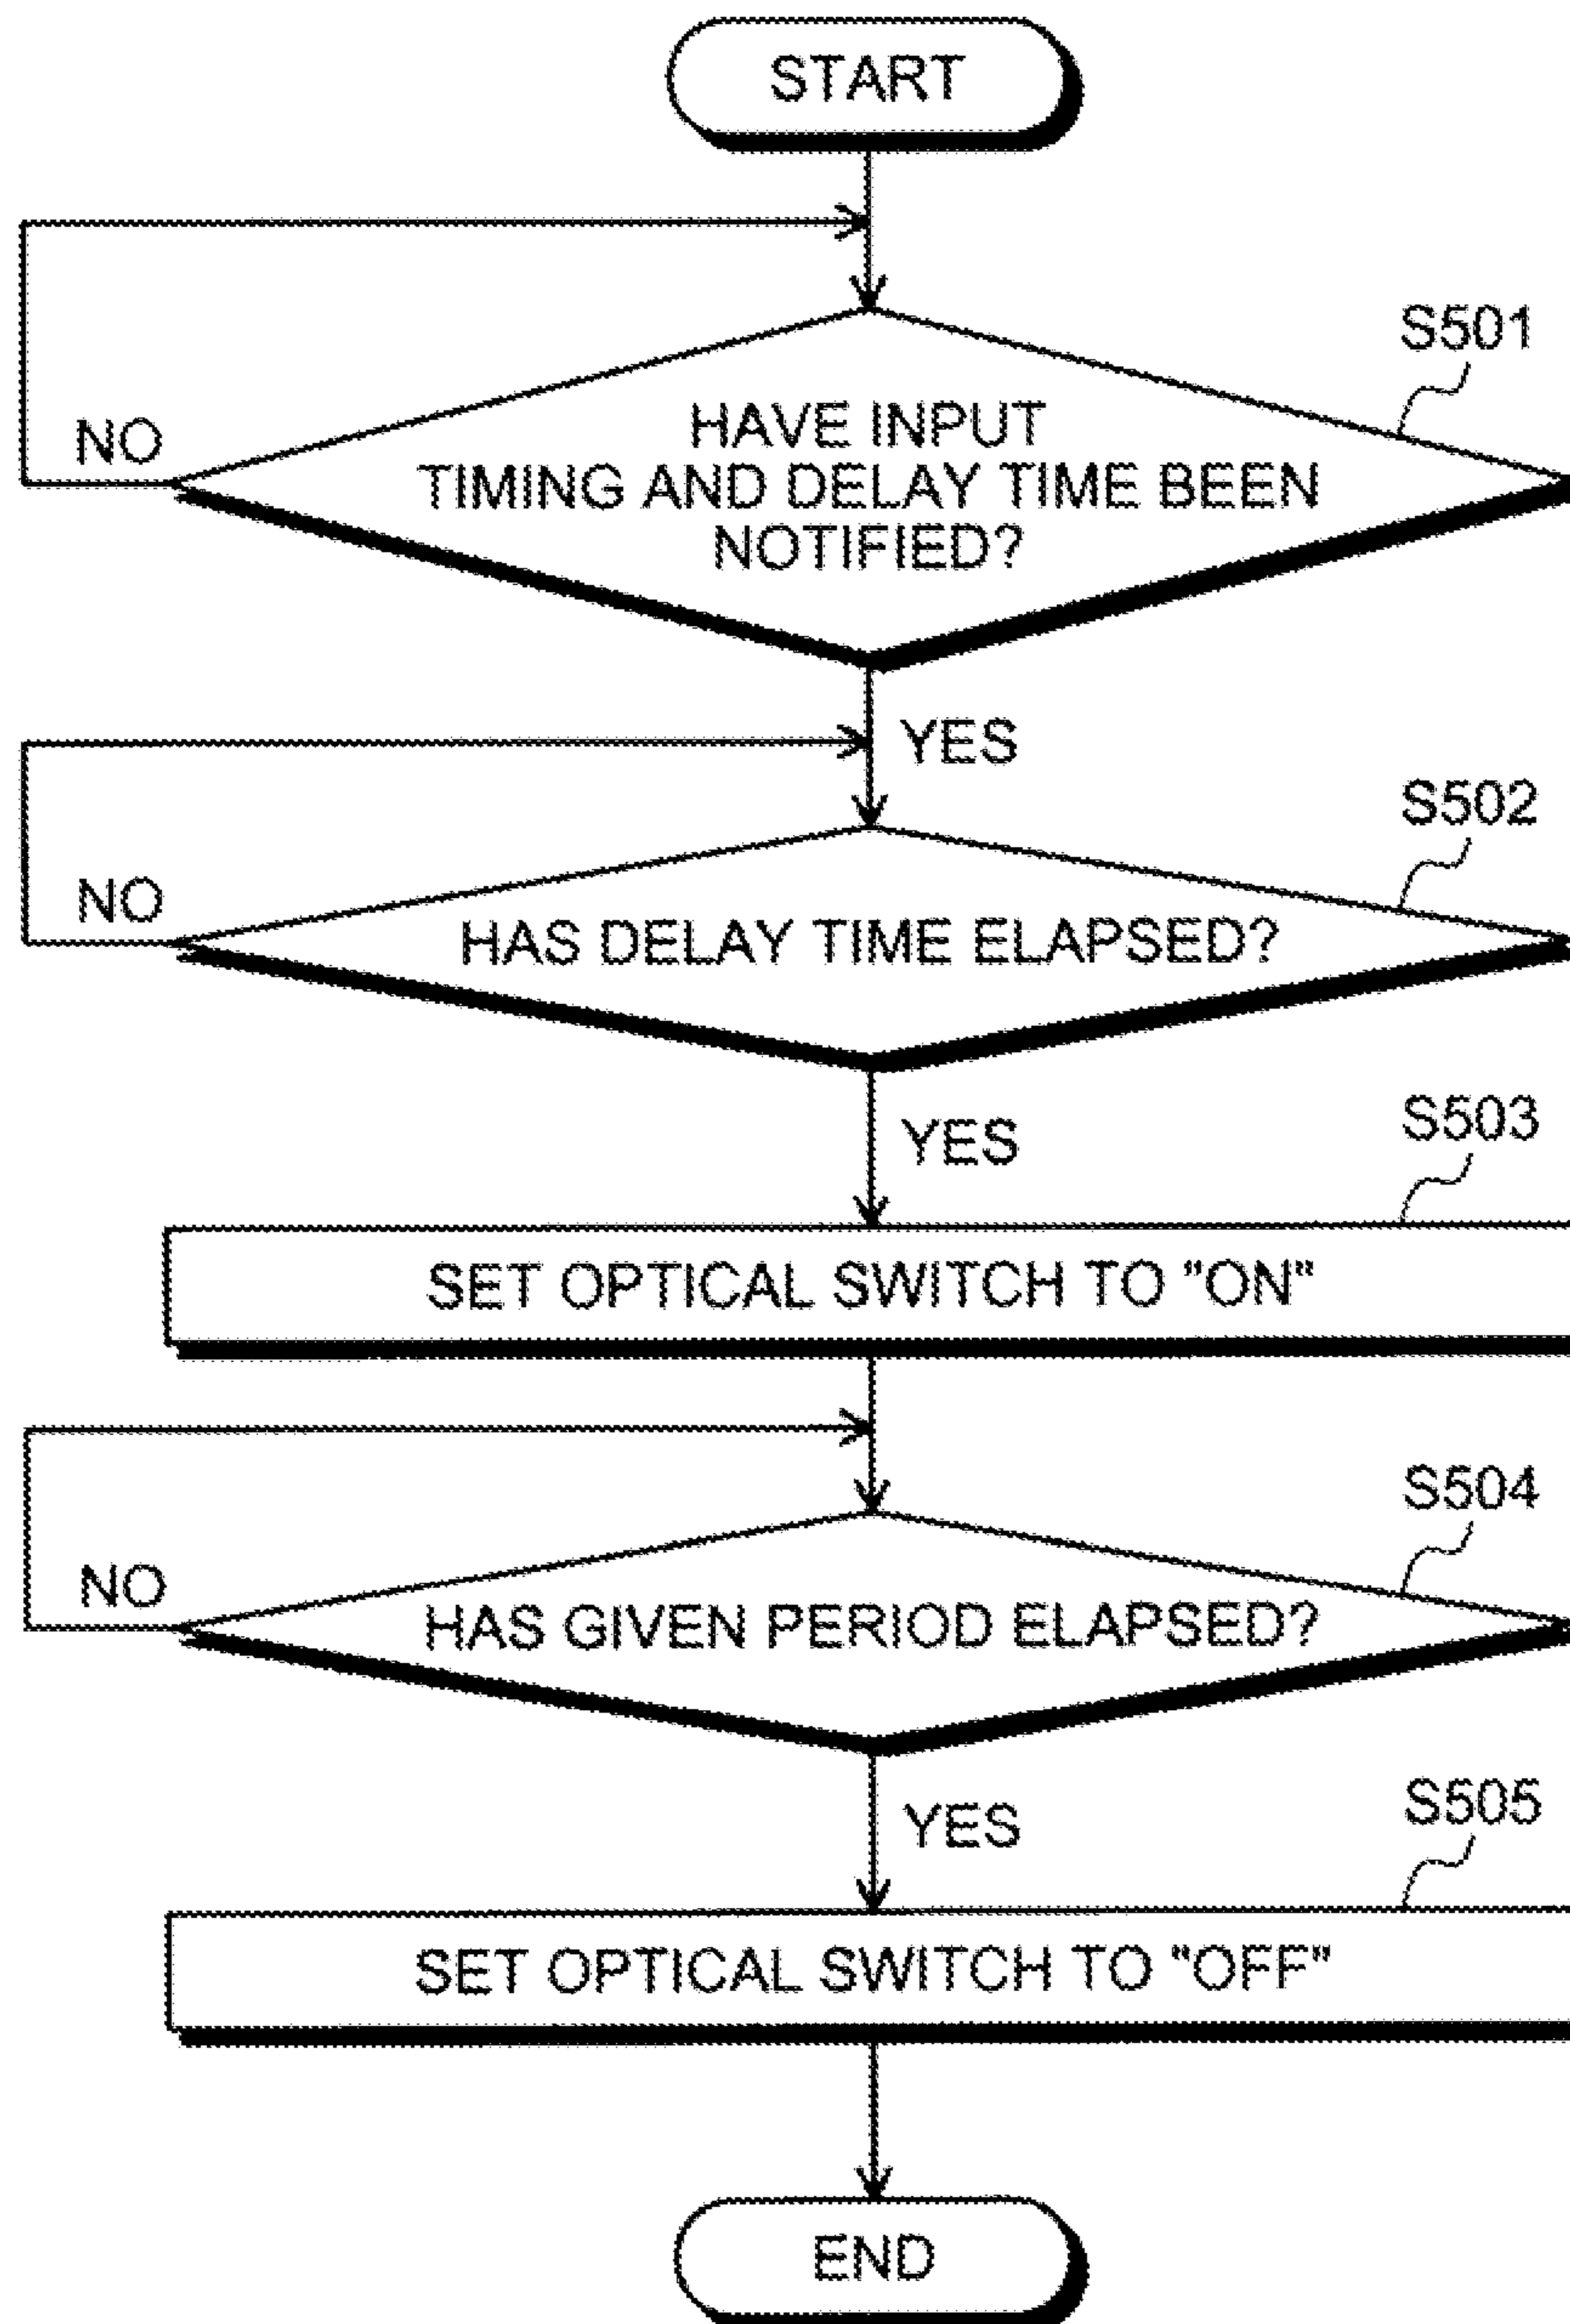 START
S501
HAVE INPUT
TIMING AND DELAY TIME BEEN
NOTIFIED?
NO
YES
S502
HAS DELAY TIME ELAPSED?
NO
YES
S503
SET OPTICAL SWITCH TO "ON"
S504
HAS GIVEN PERIOD ELAPSED?
NO
YES
S505
SET OPTICAL SWITCH TO "OFF"
END